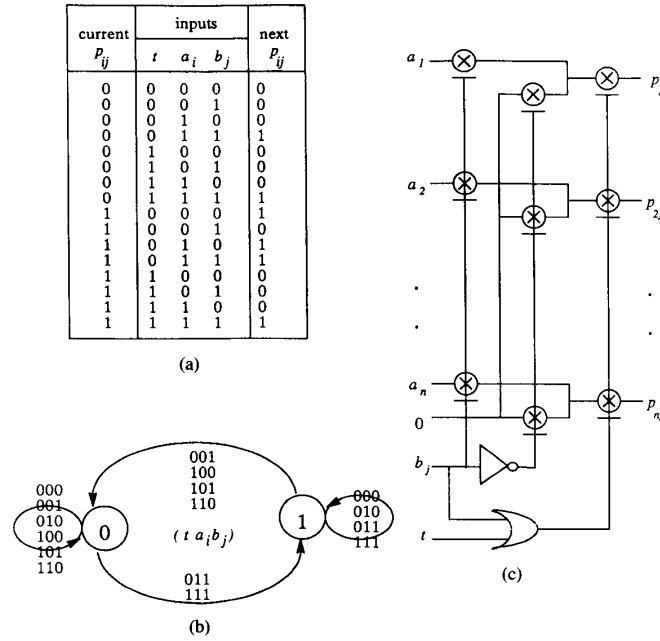 current inputs next
p_ij t a_i b_j p_ij
0 0 0 0 0
0 0 0 1 0
0 0 1 0 0
0 0 1 1 1
0 1 0 0 0
0 1 0 1 0
0 1 1 0 0
0 1 1 1 1
1 0 0 0 1
1 0 0 1 0
1 0 1 0 1
1 0 1 1 1
1 1 0 0 0
1 1 0 1 0
1 1 1 0 0
1 1 1 1 1
(a)
000
001
010
100
101
110
0
001
100
101
110
(t a_i b_j)
011
111
1
000
010
011
111
(b)
a_1
a_2
a_n
0
b_j
t
p_2
p_n
(c)